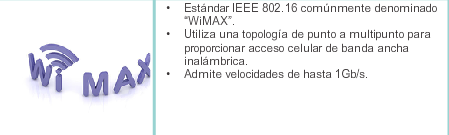 Wi MAX
• Estándar IEEE 802.16 comúnmente denominado
“WiMAX”.
• Utiliza una topología de punto a multipunto para
proporcionar acceso celular de banda ancha
inalámbrica.
• Admite velocidades de hasta 1Gb/s.